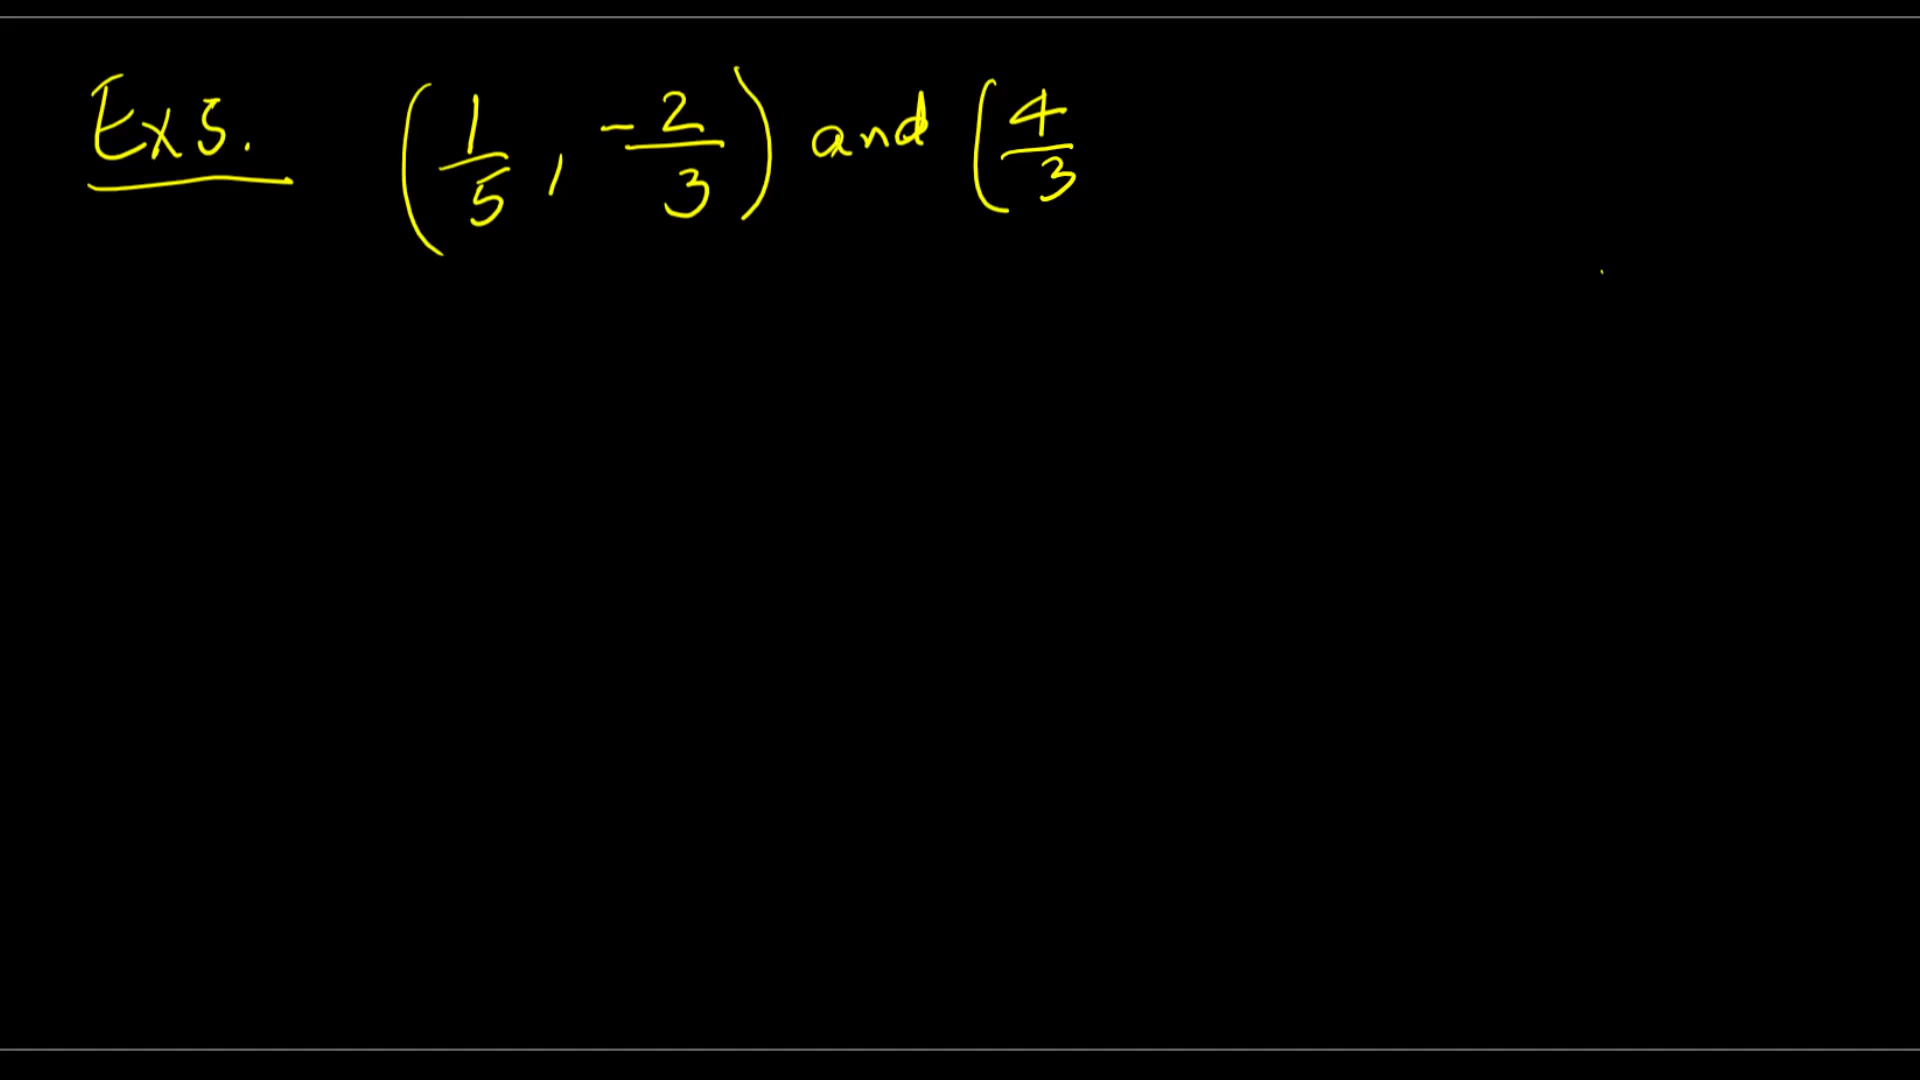 Ex 5. (1/5, -2/3) and (4/3